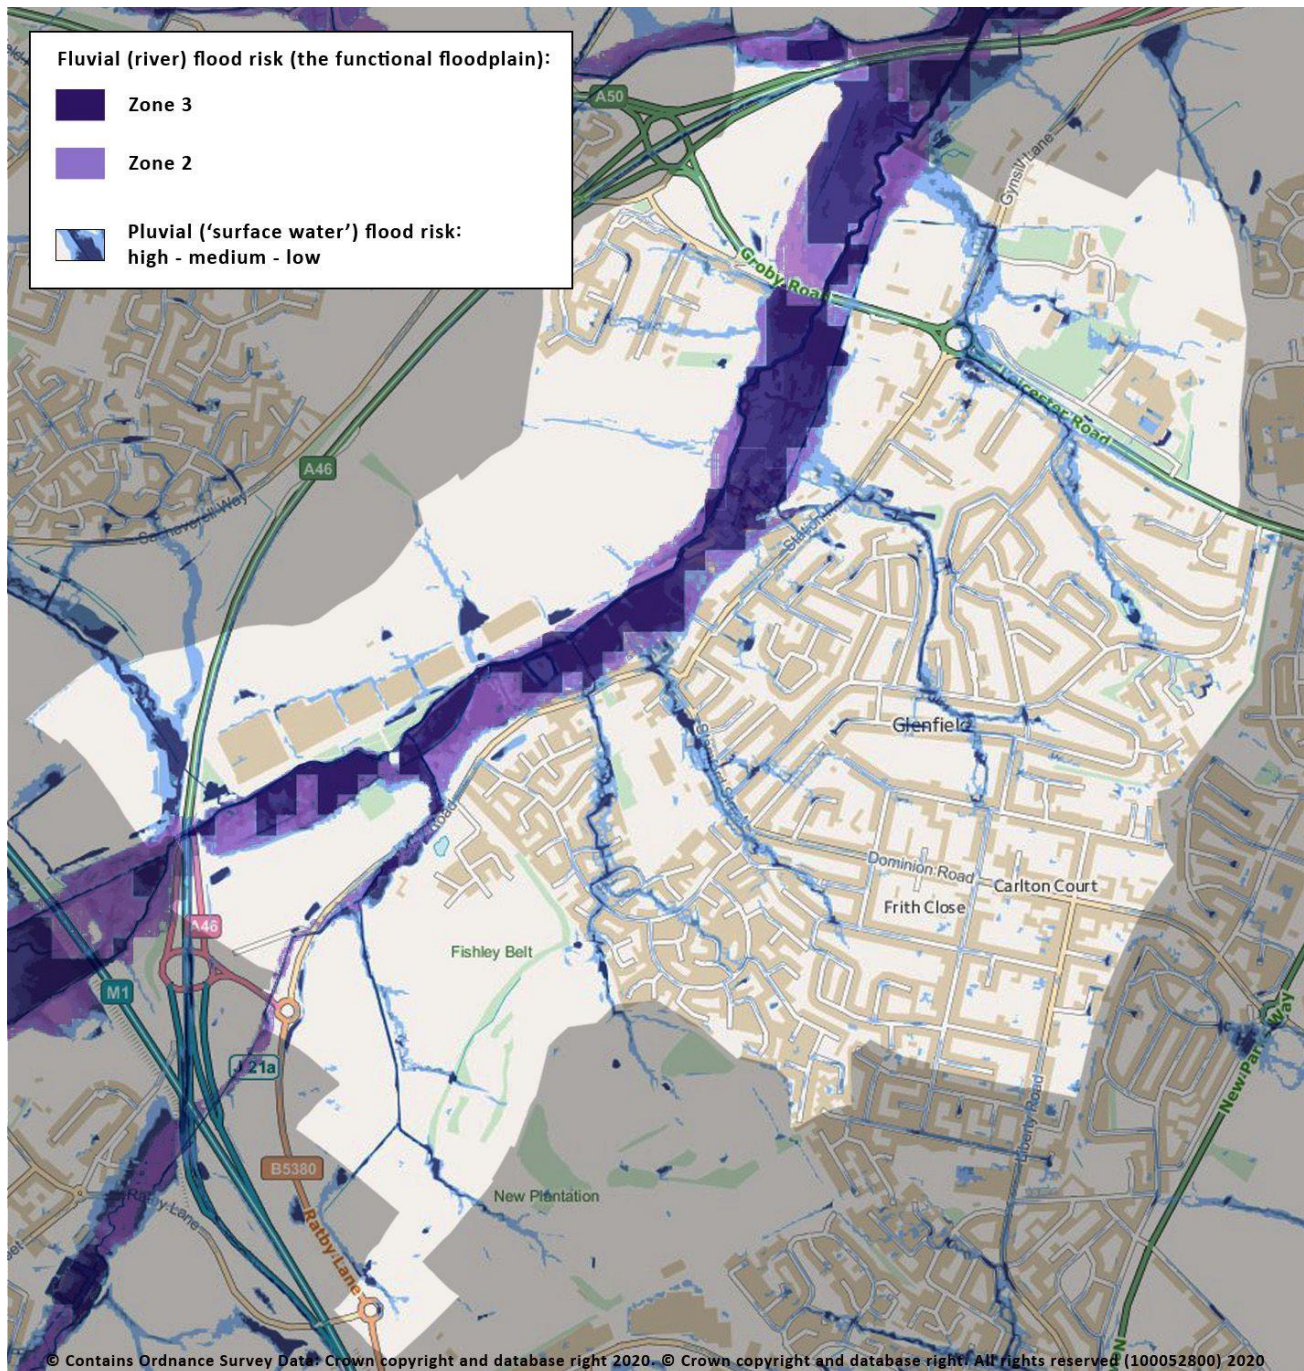 Fluvial (river) flood risk (the functional floodplain):
Zone 3
Zone 2
Pluvial (‘surface water’) flood risk:
high - medium - low
A50
Gynsill Lane
Groby Road
Leicester Road
A46
Sacheverell Way
Glenfield
Road
Dominion Road
Carlton Court
Frith Close
A46
Fishley Belt
M1
J 21a
B5380
Ratby Lane
New Plantation
Ratby Lane
Liberty Road
© Contains Ordnance Survey Data: Crown copyright and database right 2020. © Crown copyright and database right. All rights reserved (100052800) 2020